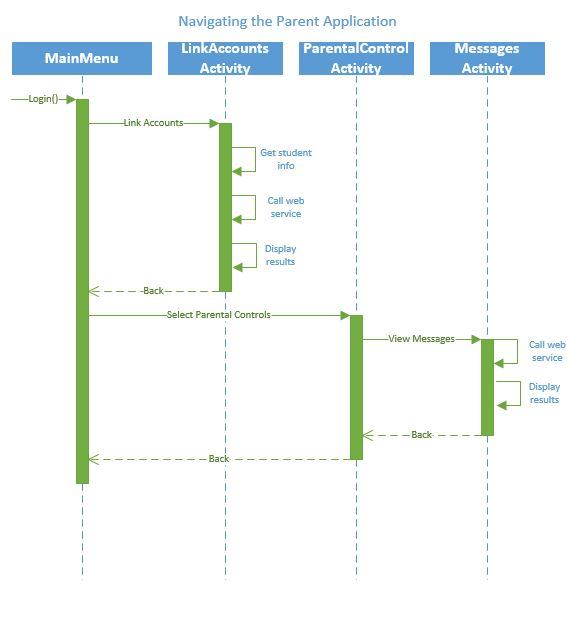 Navigating the Parent Application
MainMenu
LinkAccounts
Activity
ParentalControl
Activity
Messages
Activity
Login()
Link Accounts
Get student
info
Call web
service
Display
results
Back
Select Parental Controls
View Messages
Call web
service
Display
results
Back
Back